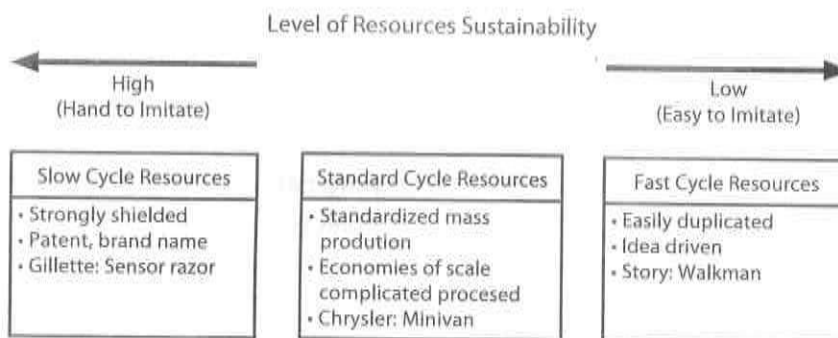 Level of Resources Sustainability
High
(Hand to Imitate)
Low
(Easy to Imitate)
Slow Cycle Resources
• Strongly shielded
• Patent, brand name
• Gillette: Sensor razor
Standard Cycle Resources
• Standardized mass
prodution
• Economies of scale
complicated procesed
• Chrysler: Minivan
Fast Cycle Resources
• Easily duplicated
• Idea driven
• Story: Walkman